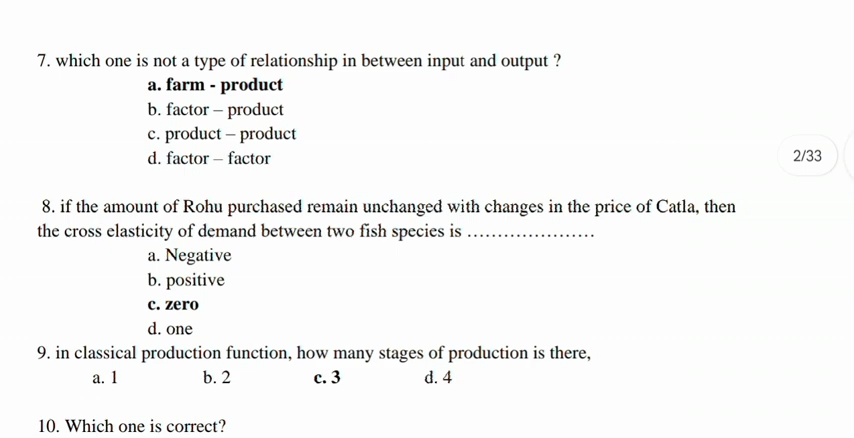 7. which one is not a type of relationship in between input and output ?
a. farm - product
b. factor – product
c. product – product
d. factor – factor
2/33
8. if the amount of Rohu purchased remain unchanged with changes in the price of Catla, then
the cross elasticity of demand between two fish species is …………………
a. Negative
b. positive
c. zero
d. one
9. in classical production function, how many stages of production is there,
a. 1 b. 2 c. 3 d. 4
10. Which one is correct?